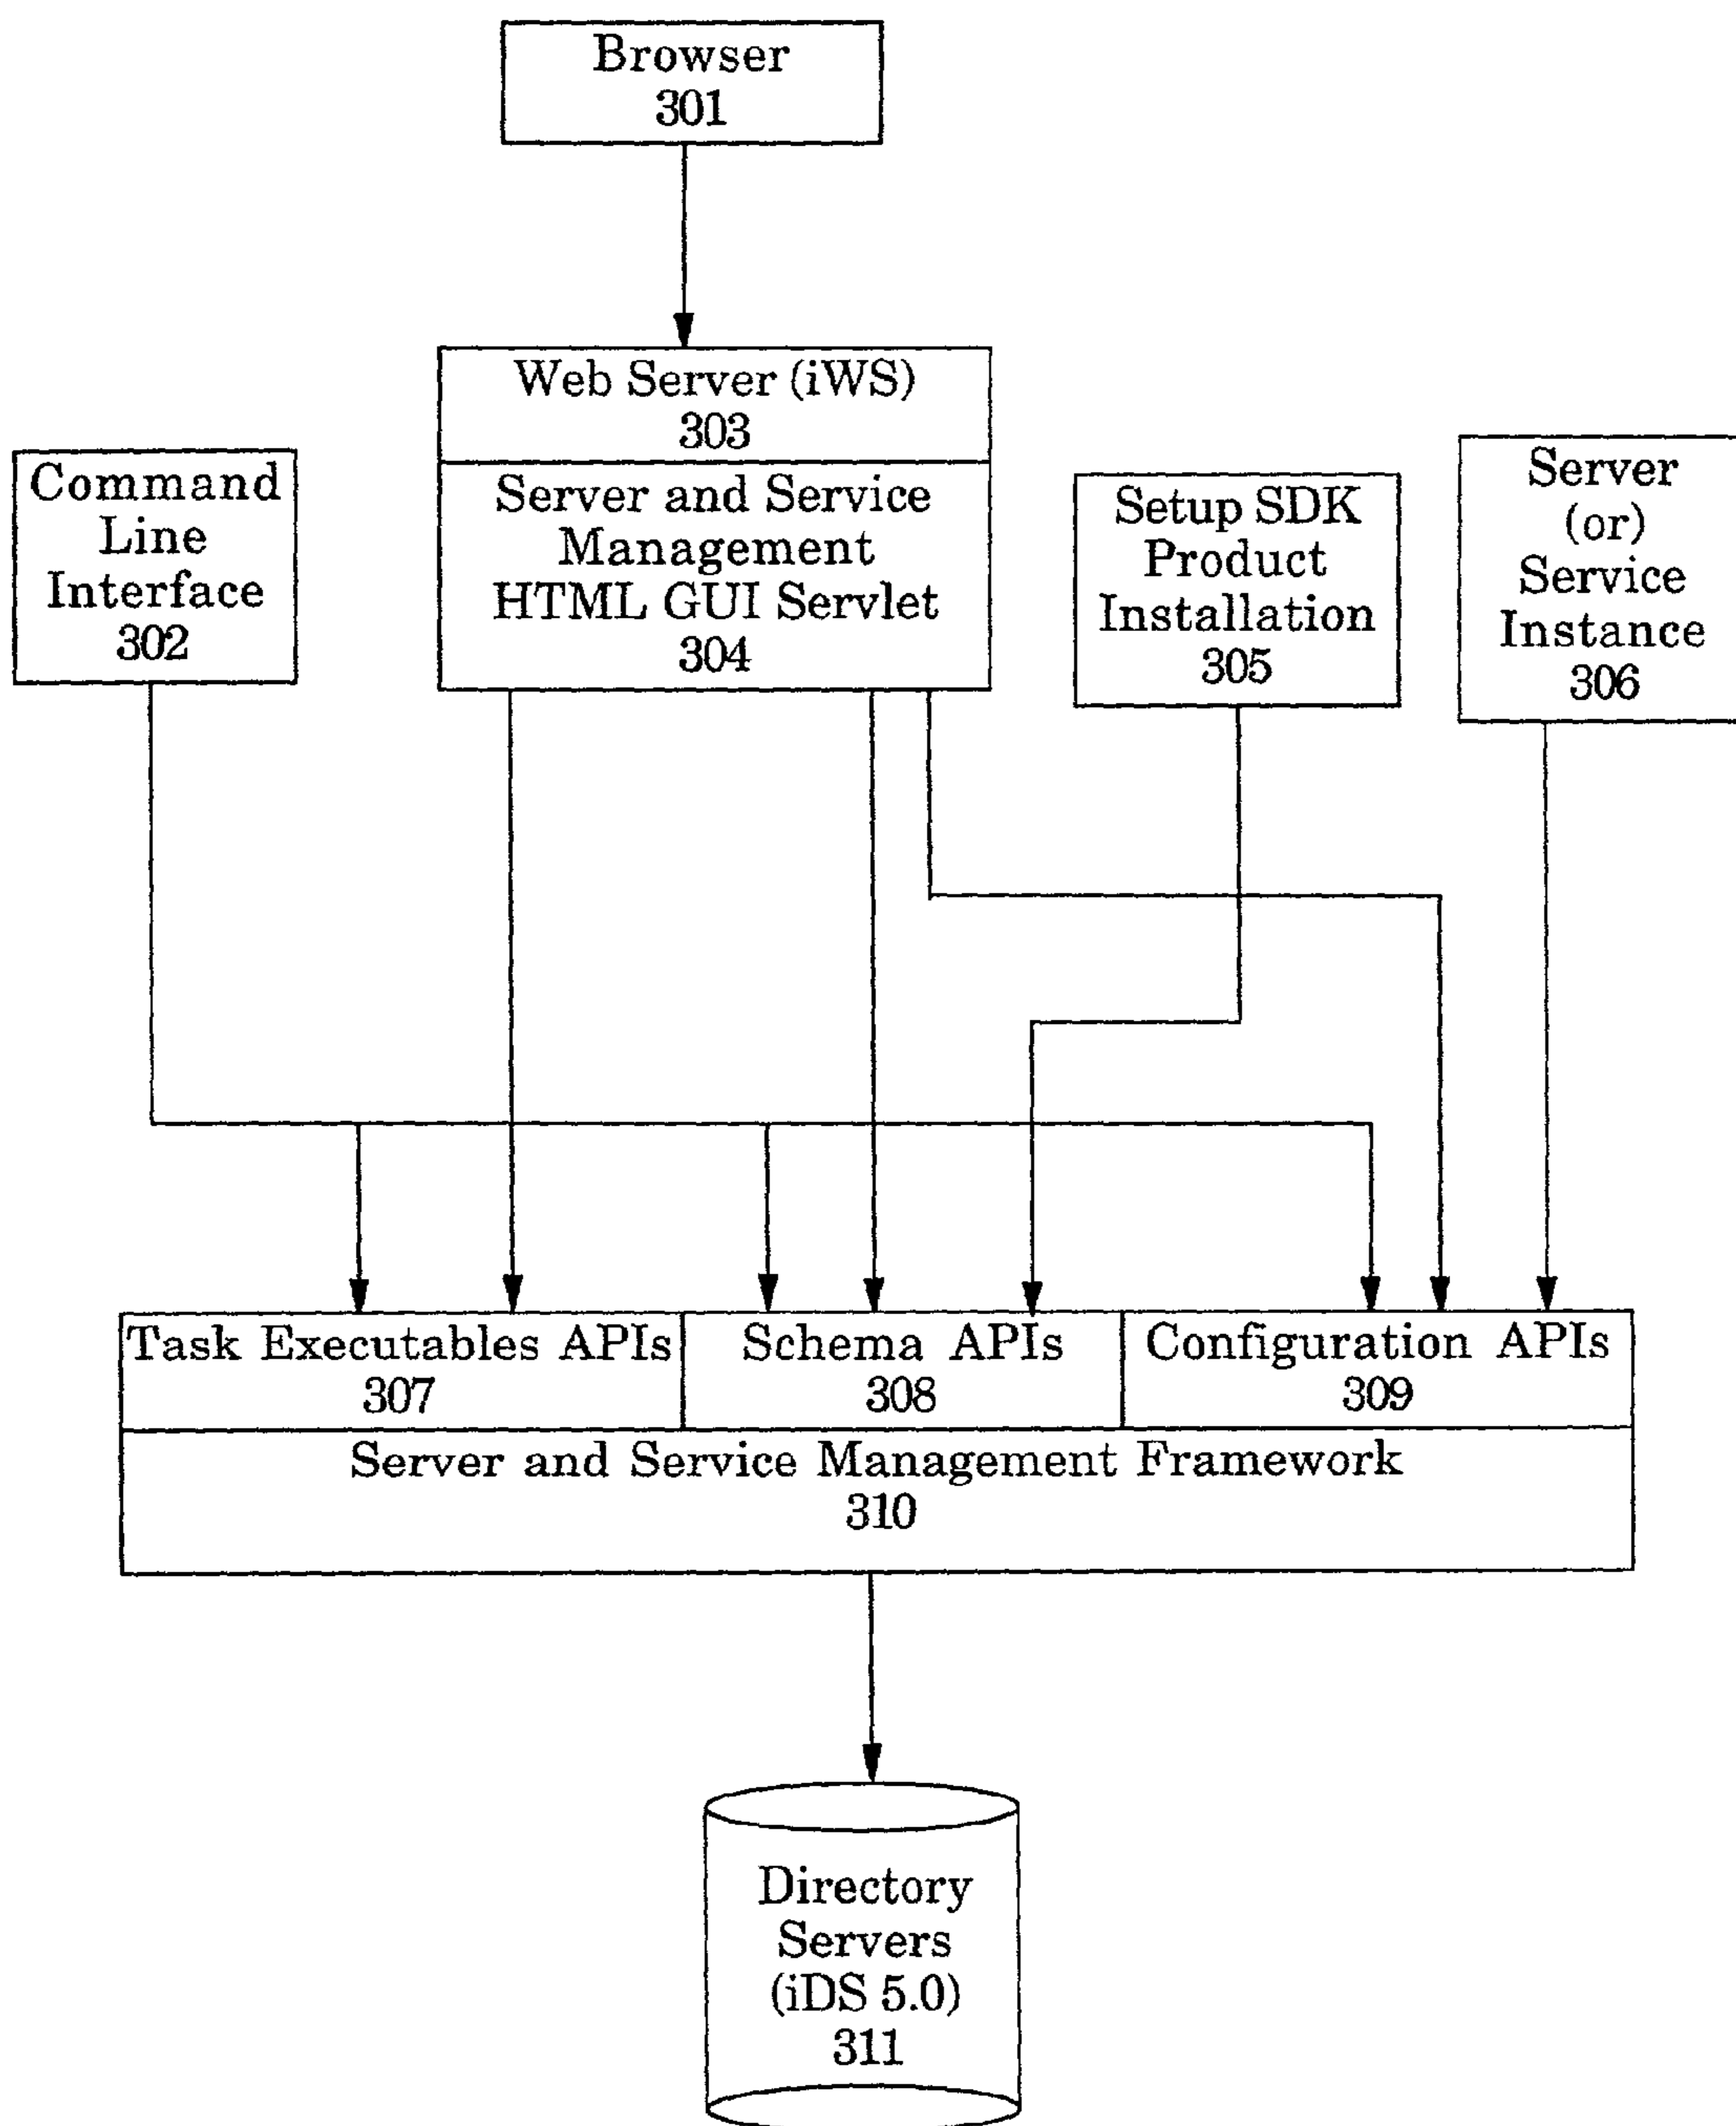 Browser
301
Web Server (iWS)
303
Command
Line
Interface
302
Server and Service
Management
HTML GUI Servlet
304
Setup SDK
Product
Installation
305
Server
(or)
Service
Instance
306
Task Executables APIs
307
Schema APIs
308
Configuration APIs
309
Server and Service Management Framework
310
Directory
Servers
(iDS 5.0)
311